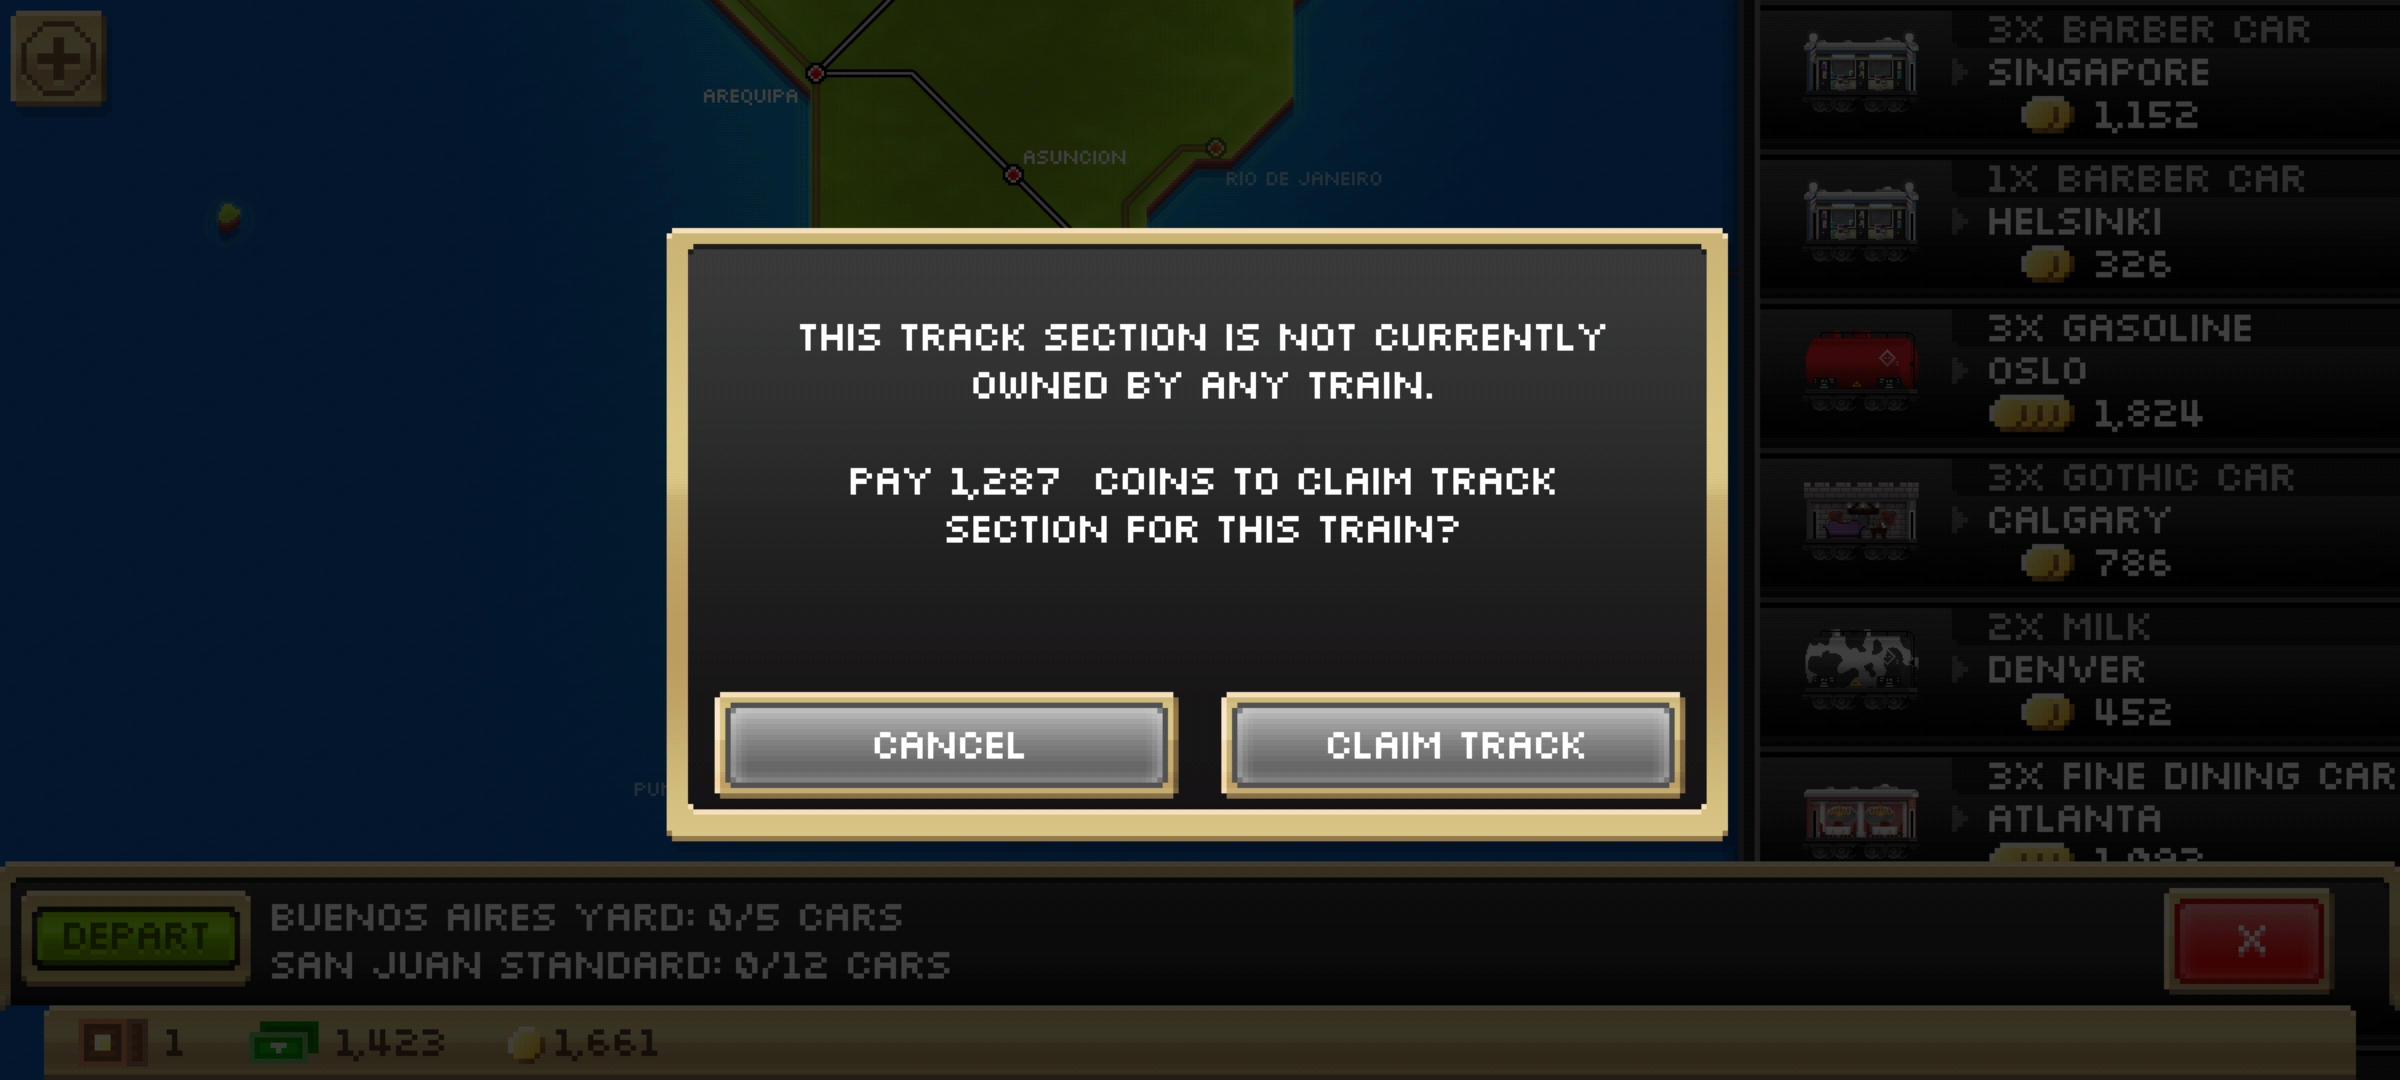 AREQUIPA
ASUNCION
RIO DE JANEIRO
THIS TRACK SECTION IS NOT CURRENTLY
OWNED BY ANY TRAIN.
PAY 1,287 COINS TO CLAIM TRACK
SECTION FOR THIS TRAIN?
CANCEL
CLAIM TRACK
3X BARBER CAR
SINGAPORE
1,152
1X BARBER CAR
HELSINKI
326
3X GASOLINE
OSLO
1,824
3X GOTHIC CAR
CALGARY
786
2X MILK
DENVER
452
3X FINE DINING CAR
ATLANTA
DEPART
BUENOS AIRES YARD: 0/5 CARS
SAN JUAN STANDARD: 0/12 CARS
X
1
1,423
1,661